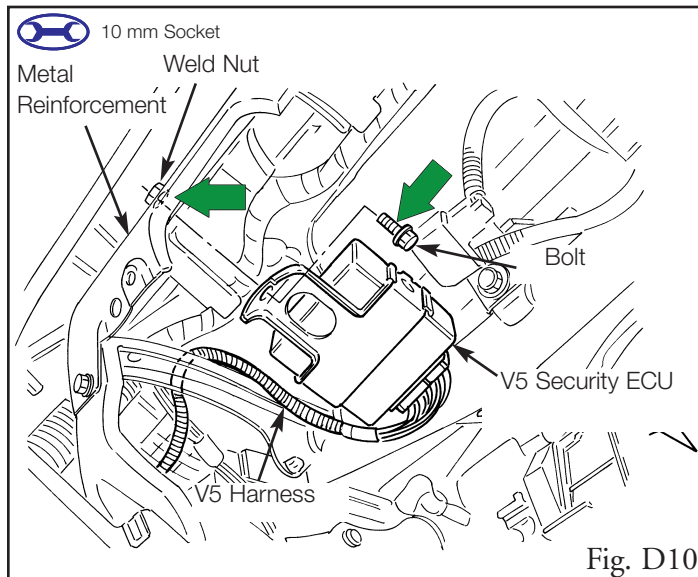 10 mm Socket
Weld Nut
Metal
Reinforcement
Bolt
V5 Security ECU
V5 Harness
Fig. D10